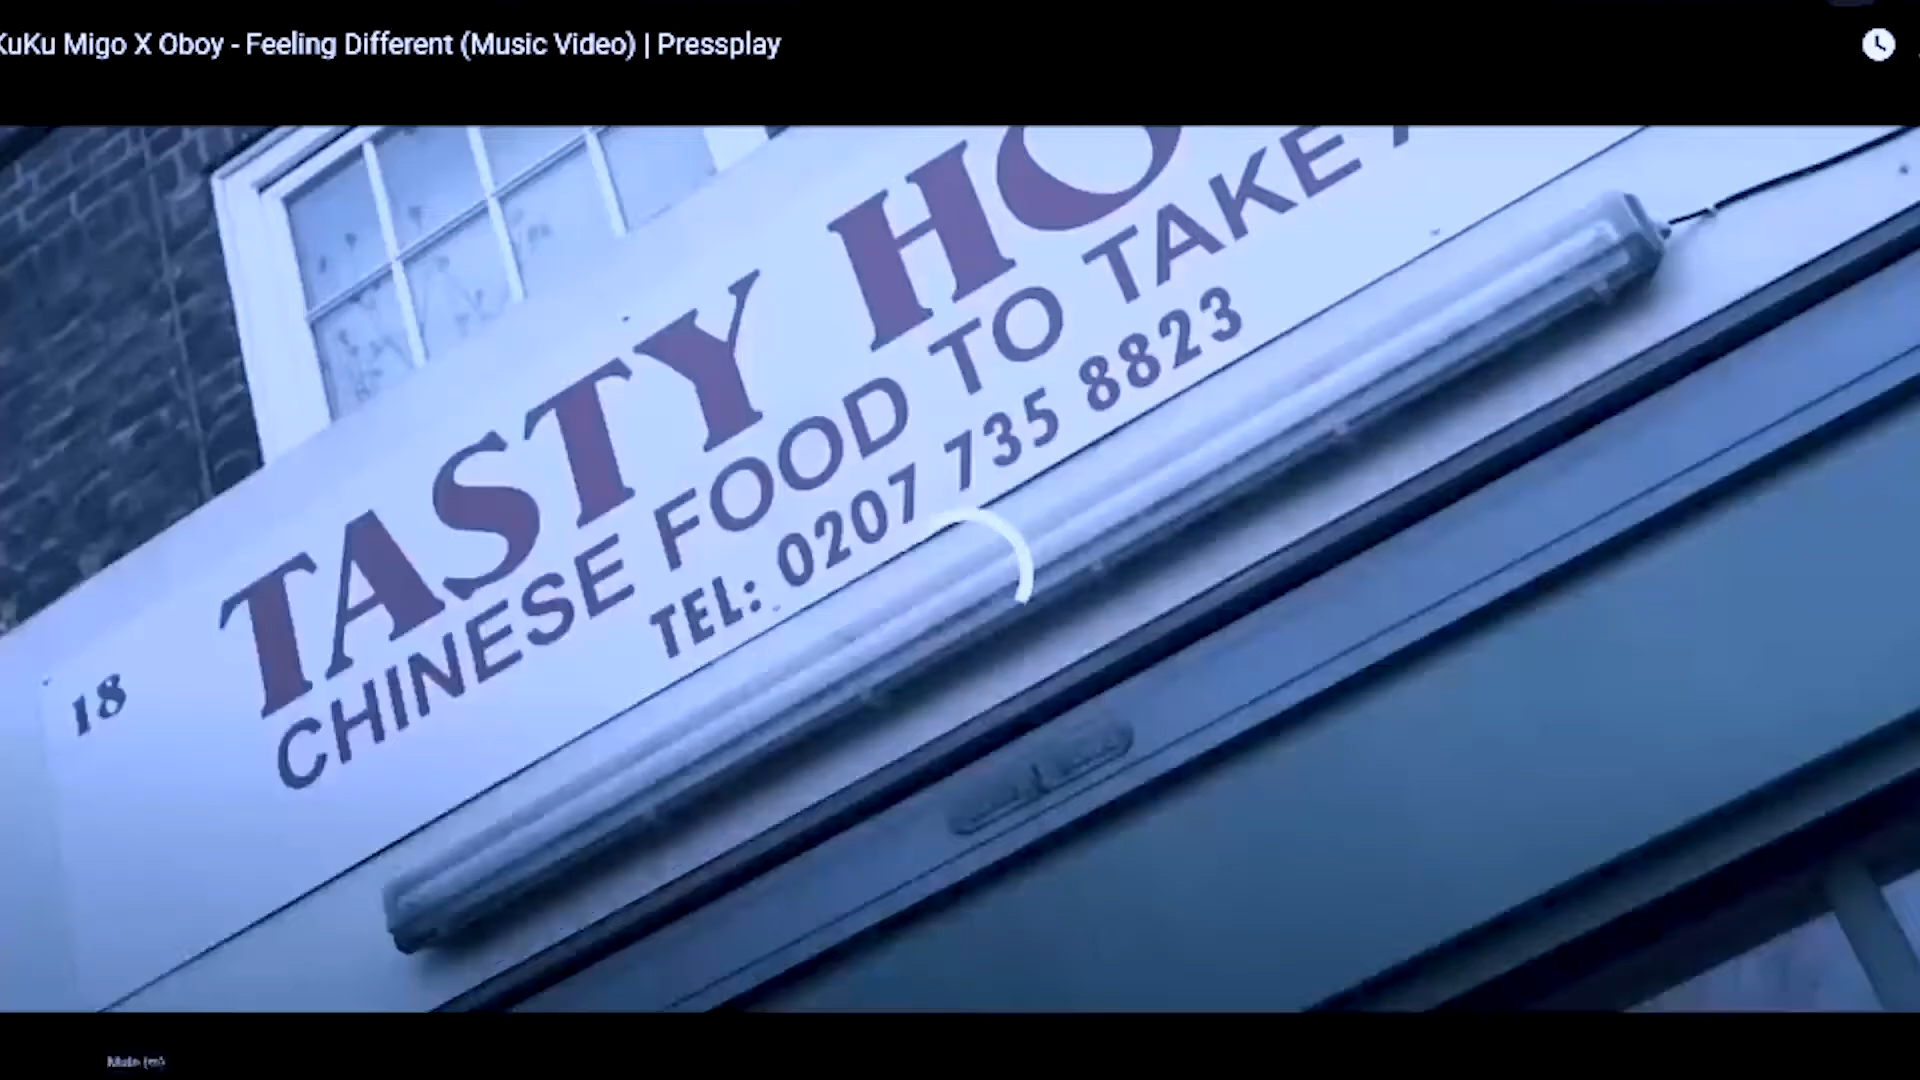 KuKu Migo X Oboy - Feeling Different (Music Video) | Pressplay
TASTY HO
CHINESE FOOD TO TAKE
TEL: 0207 735 8823
18
Mute (m)